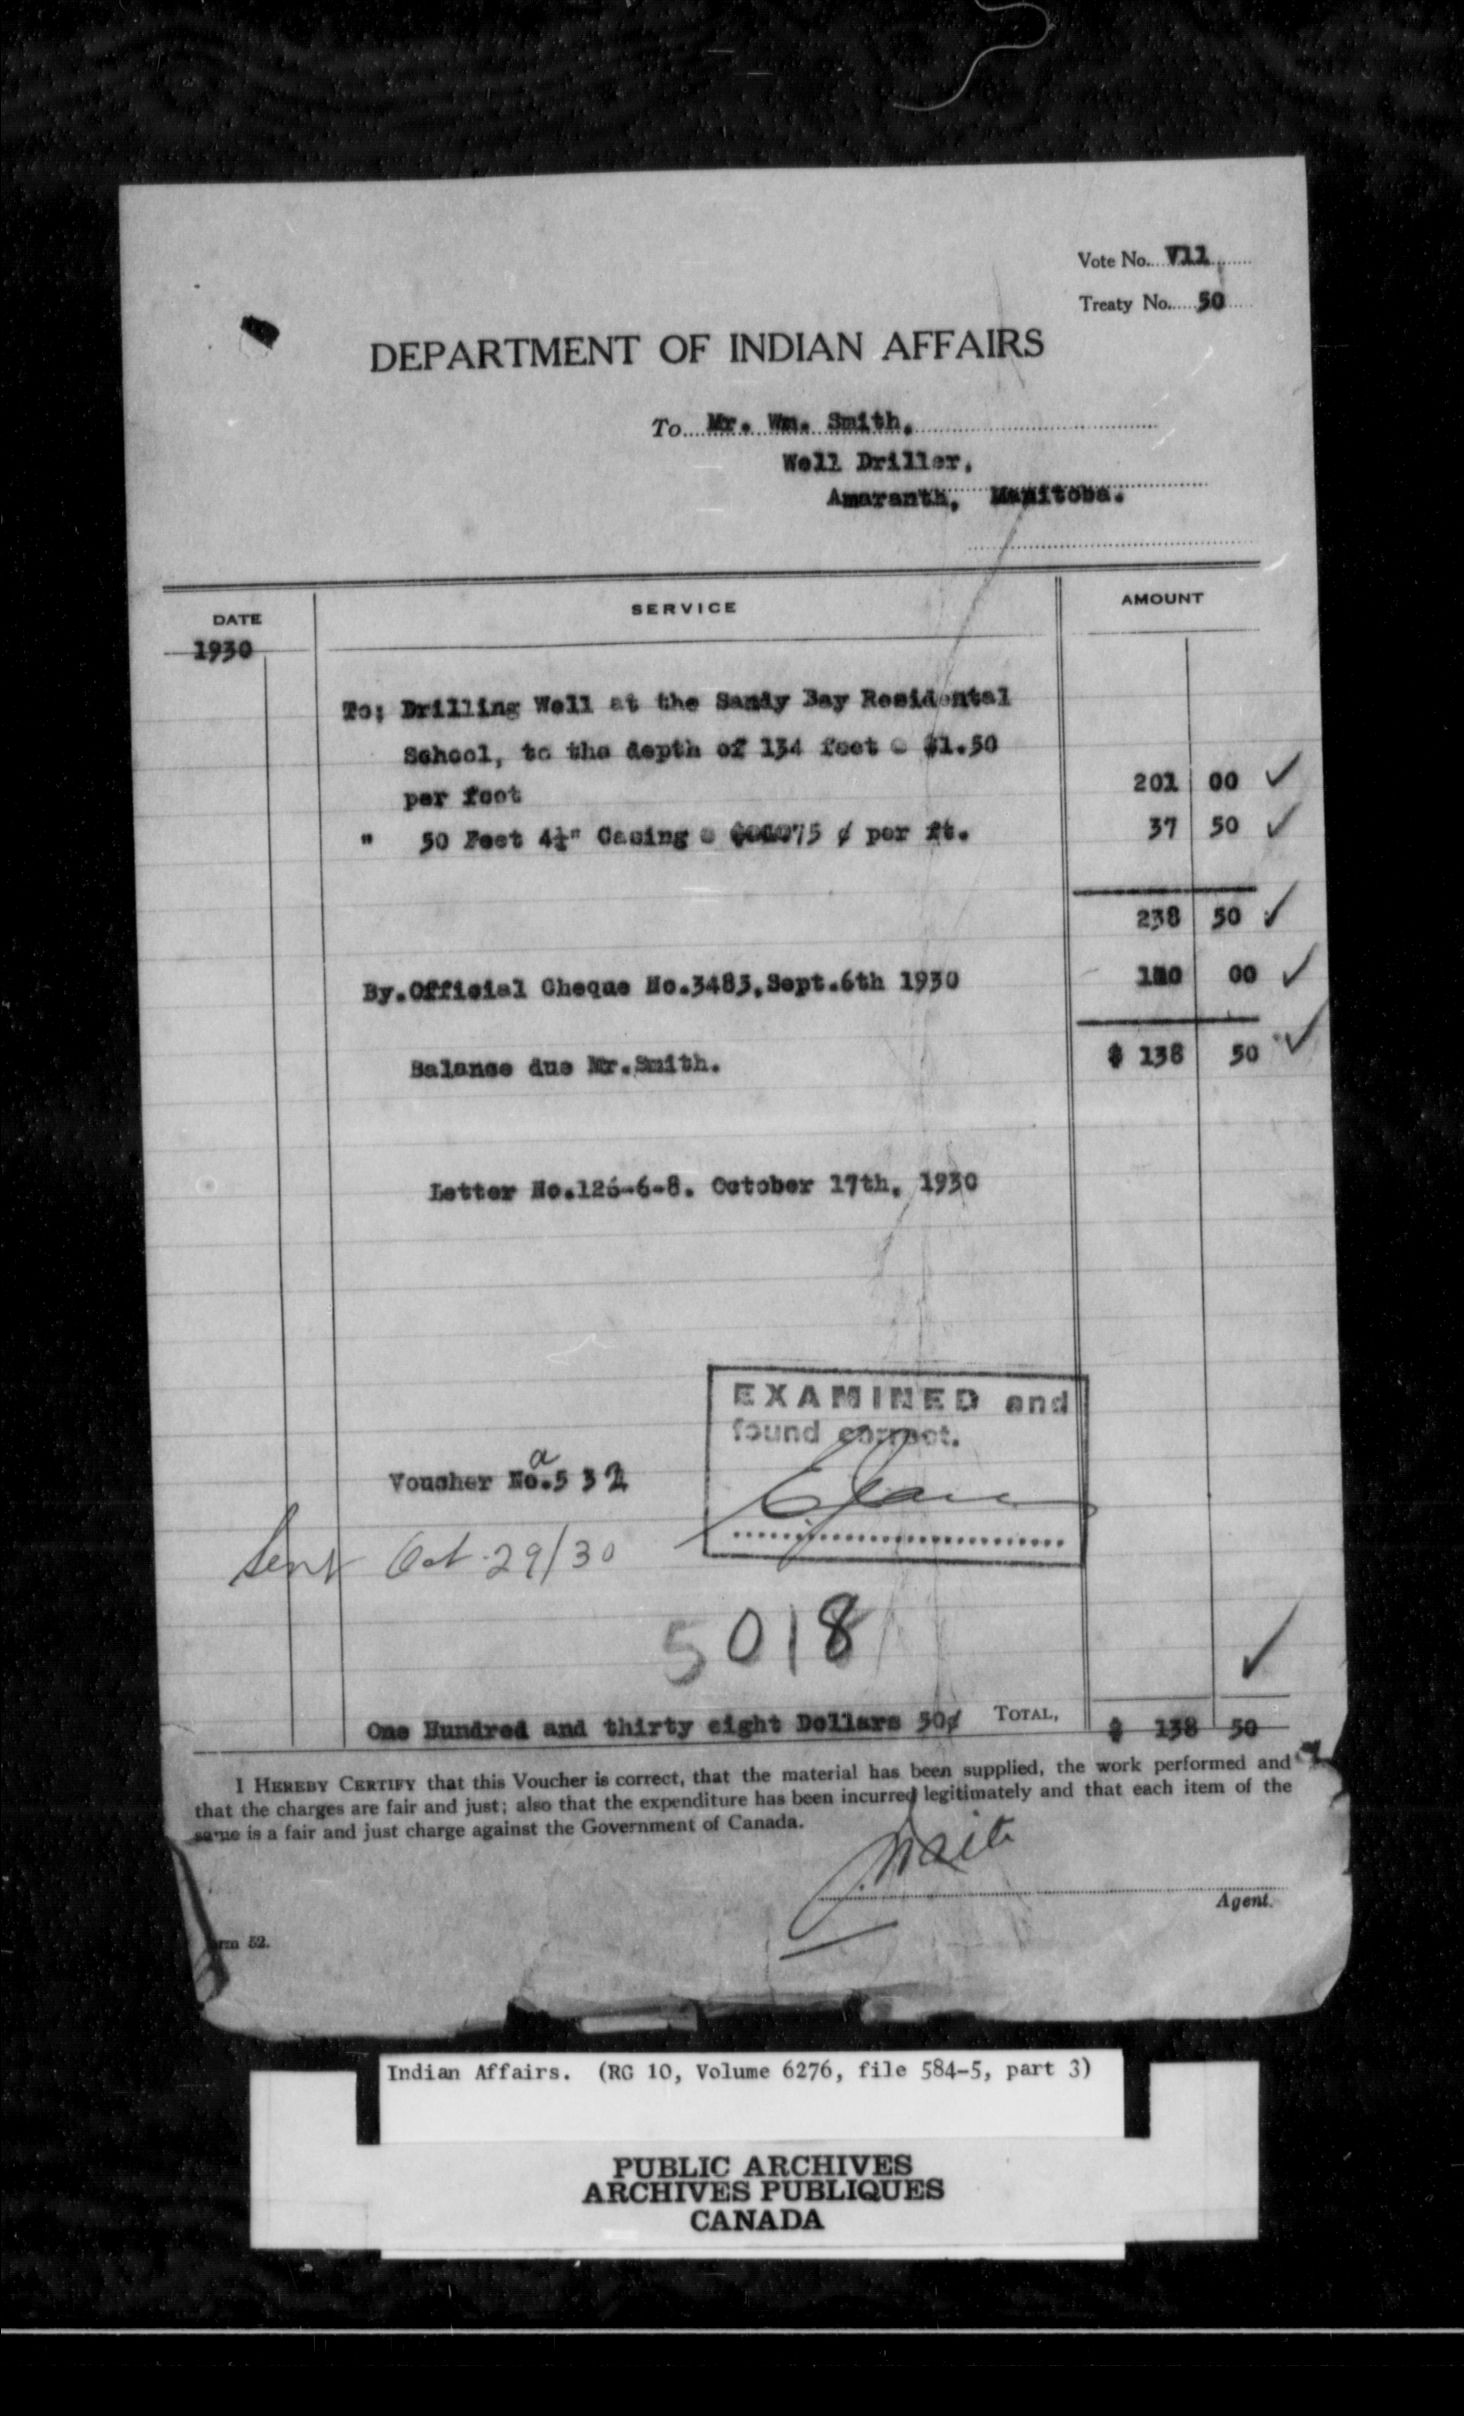 Vote No. V11
Treaty No. 50
DEPARTMENT OF INDIAN AFFAIRS
To Mr. Wm. Smith,
Well Driller,
Amaranth, Manitoba.
DATE SERVICE AMOUNT
1930
To; Drilling Well at the Sandy Bay Residental
School, to the depth of 134 feet @ $1.50
per foot 201 00 ✓
" 50 Feet 4¼" Casing @ 75 ¢ per ft. 37 50 ✓
238 50 ✓
By. Official Cheque No.3483, Sept. 6th 1930 100 00 ✓
Balance due Mr. Smith. $ 138 50 ✓
Letter No.126-6-8. October 17th, 1930
EXAMINED and
found correct.
a
Voucher No. 532
Sent Oct. 29/30
5018
✓
One Hundred and thirty eight Dollars 50¢ TOTAL, $ 138 50
I HEREBY CERTIFY that this Voucher is correct, that the material has been supplied, the work performed and
that the charges are fair and just; also that the expenditure has been incurred legitimately and that each item of the
same is a fair and just charge against the Government of Canada.
Waite
Agent.
rm 52.
Indian Affairs. (RG 10, Volume 6276, file 584-5, part 3)
PUBLIC ARCHIVES
ARCHIVES PUBLIQUES
CANADA